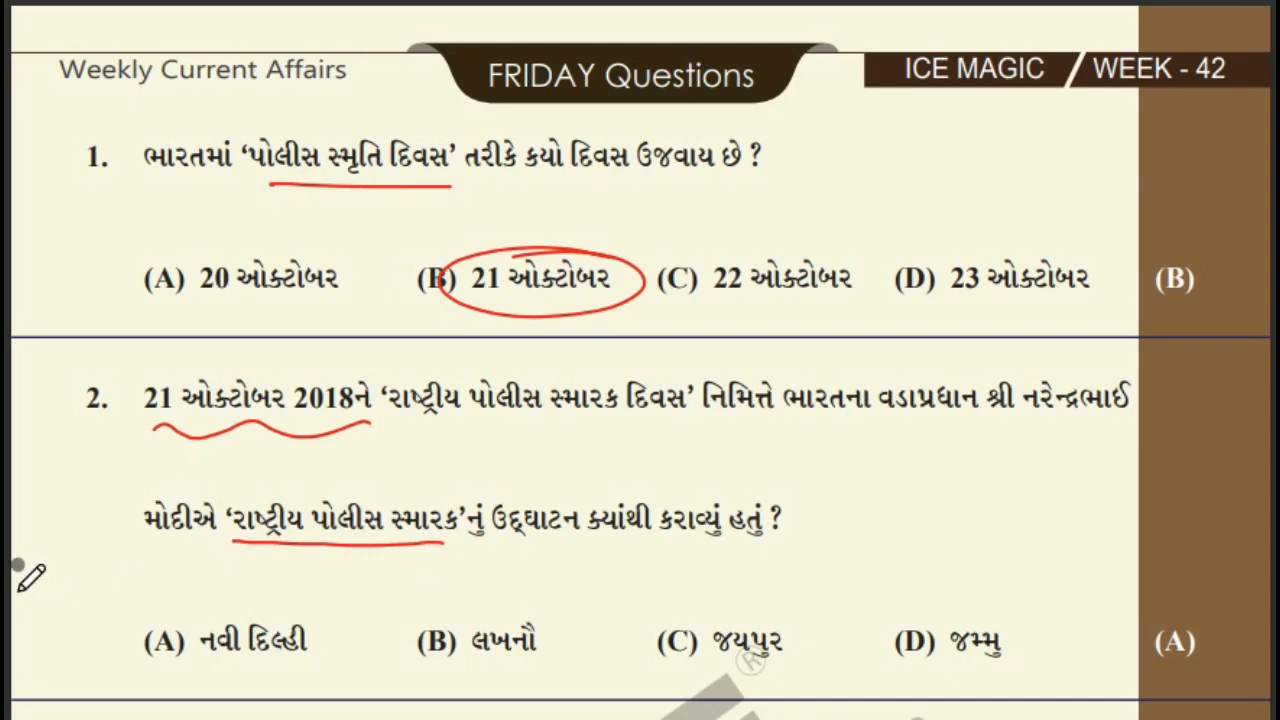 Weekly Current Affairs
FRIDAY Questions
ICE MAGIC / WEEK - 42
1. ભારતમાં ‘પોલીસ સ્મૃતિ દિવસ’ તરીકે કયો દિવસ ઉજવાય છે ?
(A) 20 ઓક્ટોબર (B) 21 ઓક્ટોબર (C) 22 ઓક્ટોબર (D) 23 ઓક્ટોબર (B)
2. 21 ઓક્ટોબર 2018ને ‘રાષ્ટ્રીય પોલીસ સ્મારક દિવસ’ નિમિત્તે ભારતના વડાપ્રધાન શ્રી નરેન્દ્રભાઈ
મોદીએ ‘રાષ્ટ્રીય પોલીસ સ્મારક’નું ઉદ્ઘાટન ક્યાંથી કરાવ્યું હતું ?
(A) નવી દિલ્હી (B) લખનૌ (C) જયપુર (D) જમ્મુ (A)
®